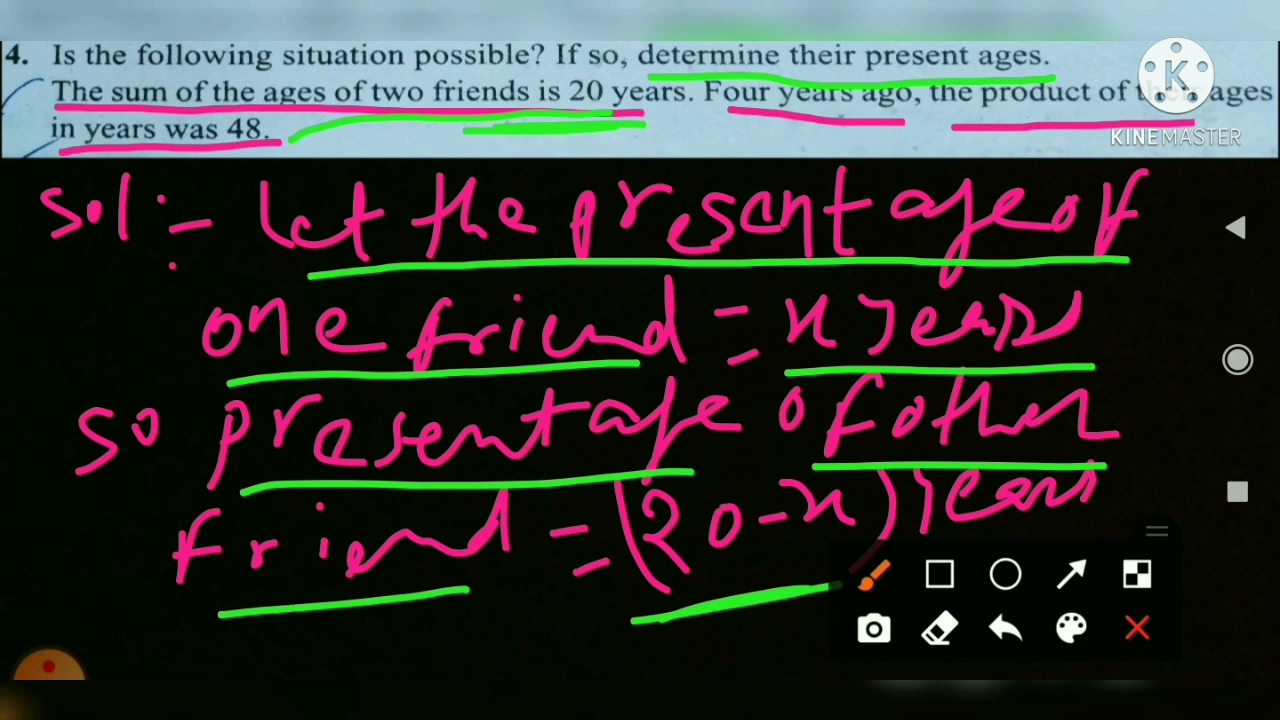 4. Is the following situation possible? If so, determine their present ages.
The sum of the ages of two friends is 20 years. Four years ago, the product of their ages
in years was 48.
K
KINEMASTER
Sol:- Let the present age of
one friend = x years
So present age of other
friend = (20-x) years